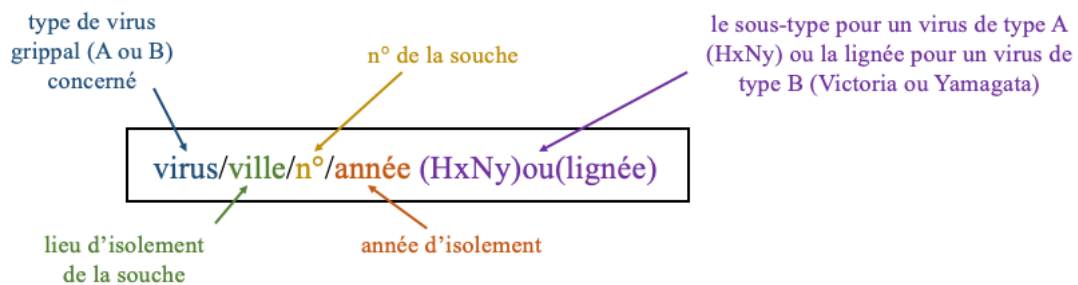 type de virus
grippal (A ou B)
concerné
n° de la souche
le sous-type pour un virus de type A
(HxNy) ou la lignée pour un virus de
type B (Victoria ou Yamagata)
virus/ville/n°/année (HxNy)ou(lignée)
lieu d’isolement
de la souche
année d’isolement